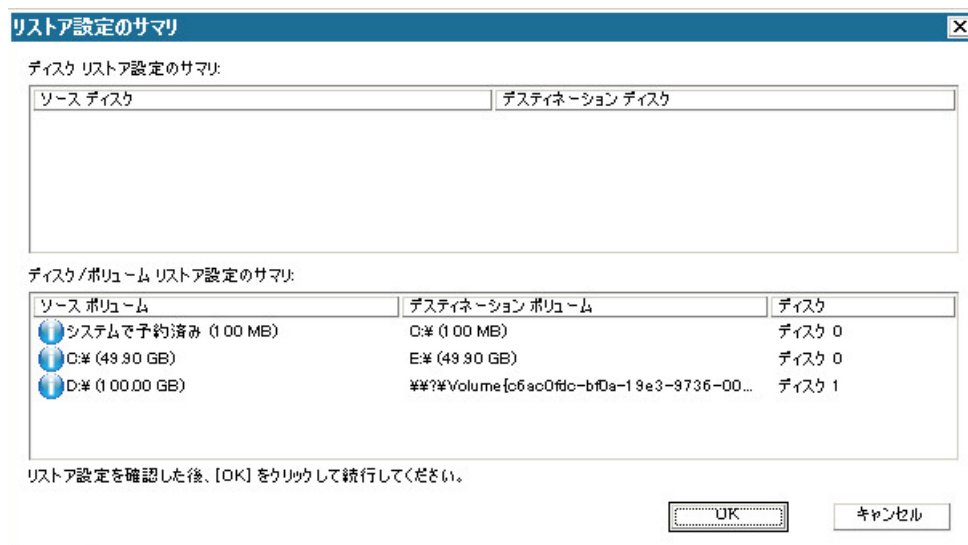 リストア設定のサマリ
ディスク リストア設定のサマリ:
ソース ディスク デスティネーション ディスク
ディスク/ボリューム リストア設定のサマリ:
ソース ボリューム デスティネーション ボリューム ディスク
システムで予約済み (100 MB) C:¥ (100 MB) ディスク 0
C:¥ (49.90 GB) E:¥ (49.90 GB) ディスク 0
D:¥ (100.00 GB) ¥¥?¥Volume{c6ac0fdc-bf0a-19e3-9736-00... ディスク 1
リストア設定を確認した後、[OK] をクリックして続行してください。
OK キャンセル